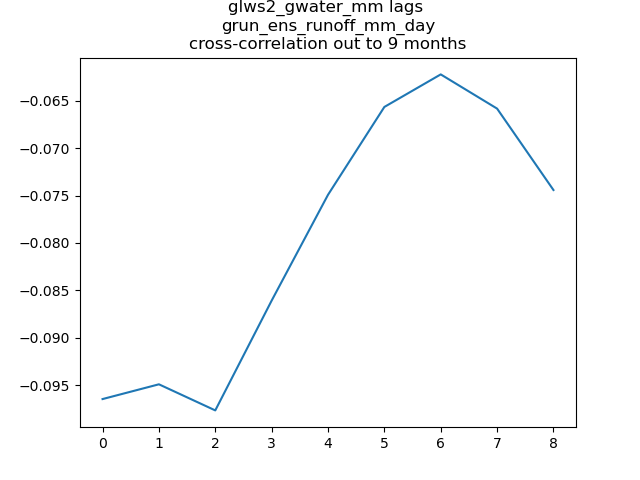 glws2_gwater_mm lags
grun_ens_runoff_mm_day
cross-correlation out to 9 months
−0.065
−0.070
−0.075
−0.080
−0.085
−0.090
−0.095
0 1 2 3 4 5 6 7 8